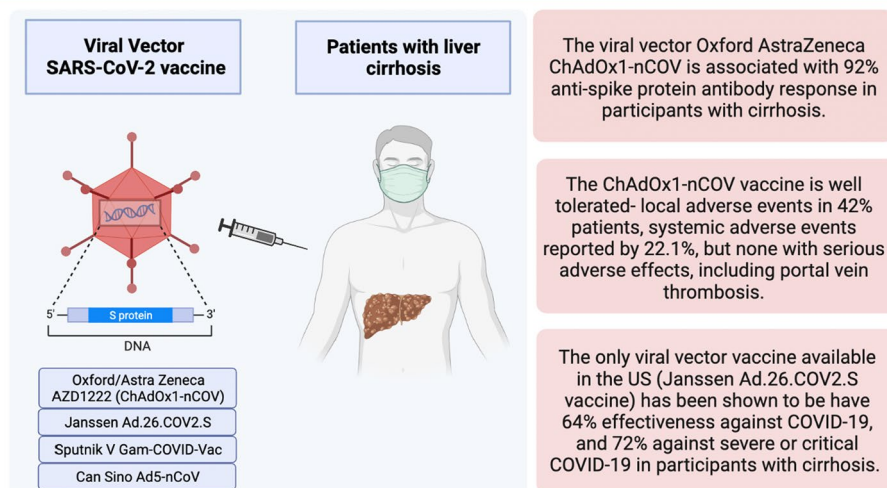 Viral Vector
SARS-CoV-2 vaccine
Patients with liver
cirrhosis
5'
S protein
3'
DNA
Oxford/Astra Zeneca
AZD1222 (ChAdOx1-nCOV)
Janssen Ad.26.COV2.S
Sputnik V Gam-COVID-Vac
Can Sino Ad5-nCoV
The viral vector Oxford AstraZeneca
ChAdOx1-nCOV is associated with 92%
anti-spike protein antibody response in
participants with cirrhosis.
The ChAdOx1-nCOV vaccine is well
tolerated- local adverse events in 42%
patients, systemic adverse events
reported by 22.1%, but none with serious
adverse effects, including portal vein
thrombosis.
The only viral vector vaccine available
in the US (Janssen Ad.26.COV2.S
vaccine) has been shown to be have
64% effectiveness against COVID-19,
and 72% against severe or critical
COVID-19 in participants with cirrhosis.